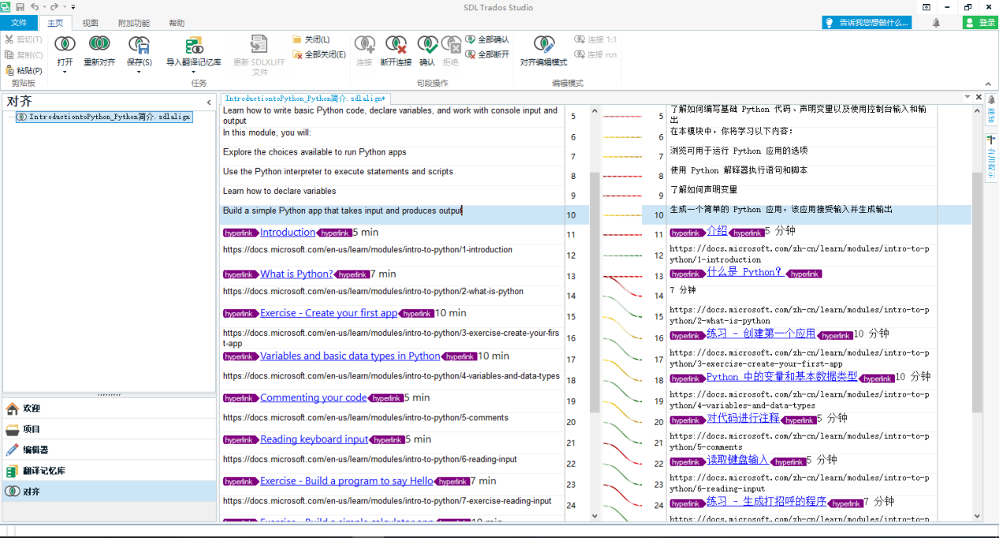 SDL Trados Studio
文件 主页 视图 附加功能 帮助 告诉我您想做什么... 登录
剪切(T)
复制(C)
粘贴(P)
剪贴板
打开 重新对齐 保存(S) 导入翻译记忆库 更新 SDLXLIFF 文件
关闭(L)
全部关闭(E)
任务
连接 断开连接 确认 拒绝
全部确认
全部断开
句段操作
对齐编辑模式
连接 1:1
连接 n:n
编辑模式
对齐
IntroductiontoPython_Python简介.sdlalign
欢迎
项目
编辑器
翻译记忆库
对齐
IntroductiontoPython_Python简介.sdlalign*
Learn how to write basic Python code, declare variables, and work with console input and
output
5
5
了解如何编写基础 Python 代码、声明变量以及使用控制台输入和输
出
In this module, you will:
6
6
在本模块中，你将学习以下内容：
Explore the choices available to run Python apps
7
7
浏览可用于运行 Python 应用的选项
Use the Python interpreter to execute statements and scripts
8
8
使用 Python 解释器执行语句和脚本
Learn how to declare variables
9
9
了解如何声明变量
Build a simple Python app that takes input and produces output
10
10
生成一个简单的 Python 应用，该应用接受输入并生成输出
hyperlink Introduction hyperlink 5 min
11
11
hyperlink 介绍 hyperlink 5 分钟
https://docs.microsoft.com/en-us/learn/modules/intro-to-python/1-introduction
12
12
https://docs.microsoft.com/zh-cn/learn/modules/intro-to-p
ython/1-introduction
hyperlink What is Python? hyperlink 7 min
13
13
hyperlink 什么是 Python？ hyperlink
https://docs.microsoft.com/en-us/learn/modules/intro-to-python/2-what-is-python
14
14
7 分钟
hyperlink Exercise - Create your first app hyperlink 10 min
15
15
https://docs.microsoft.com/zh-cn/learn/modules/intro-to-p
ython/2-what-is-python
https://docs.microsoft.com/en-us/learn/modules/intro-to-python/3-exercise-create-your-fir
st-app
16
16
hyperlink 练习 - 创建第一个应用 hyperlink 10 分钟
hyperlink Variables and basic data types in Python hyperlink 10 min
17
17
https://docs.microsoft.com/zh-cn/learn/modules/intro-to-p
ython/3-exercise-create-your-first-app
https://docs.microsoft.com/en-us/learn/modules/intro-to-python/4-variables-and-data-types
18
18
hyperlink Python 中的变量和基本数据类型 hyperlink 10 分钟
hyperlink Commenting your code hyperlink 5 min
19
19
https://docs.microsoft.com/zh-cn/learn/modules/intro-to-p
ython/4-variables-and-data-types
https://docs.microsoft.com/en-us/learn/modules/intro-to-python/5-comments
20
20
hyperlink 对代码进行注释 hyperlink 5 分钟
hyperlink Reading keyboard input hyperlink 5 min
21
21
https://docs.microsoft.com/zh-cn/learn/modules/intro-to-p
ython/5-comments
https://docs.microsoft.com/en-us/learn/modules/intro-to-python/6-reading-input
22
22
hyperlink 读取键盘输入 hyperlink 5 分钟
hyperlink Exercise - Build a program to say Hello hyperlink 7 min
23
23
https://docs.microsoft.com/zh-cn/learn/modules/intro-to-p
ython/6-reading-input
https://docs.microsoft.com/en-us/learn/modules/intro-to-python/7-exercise-reading-input
24
24
hyperlink 练习 - 生成打招呼的程序 hyperlink 7 分钟
hyperlink Exercise - Build a simple calculator app hyperlink 10 min
https://docs.microsoft.com/zh-cn/learn/modules/intro-to-p
通知
有用提示